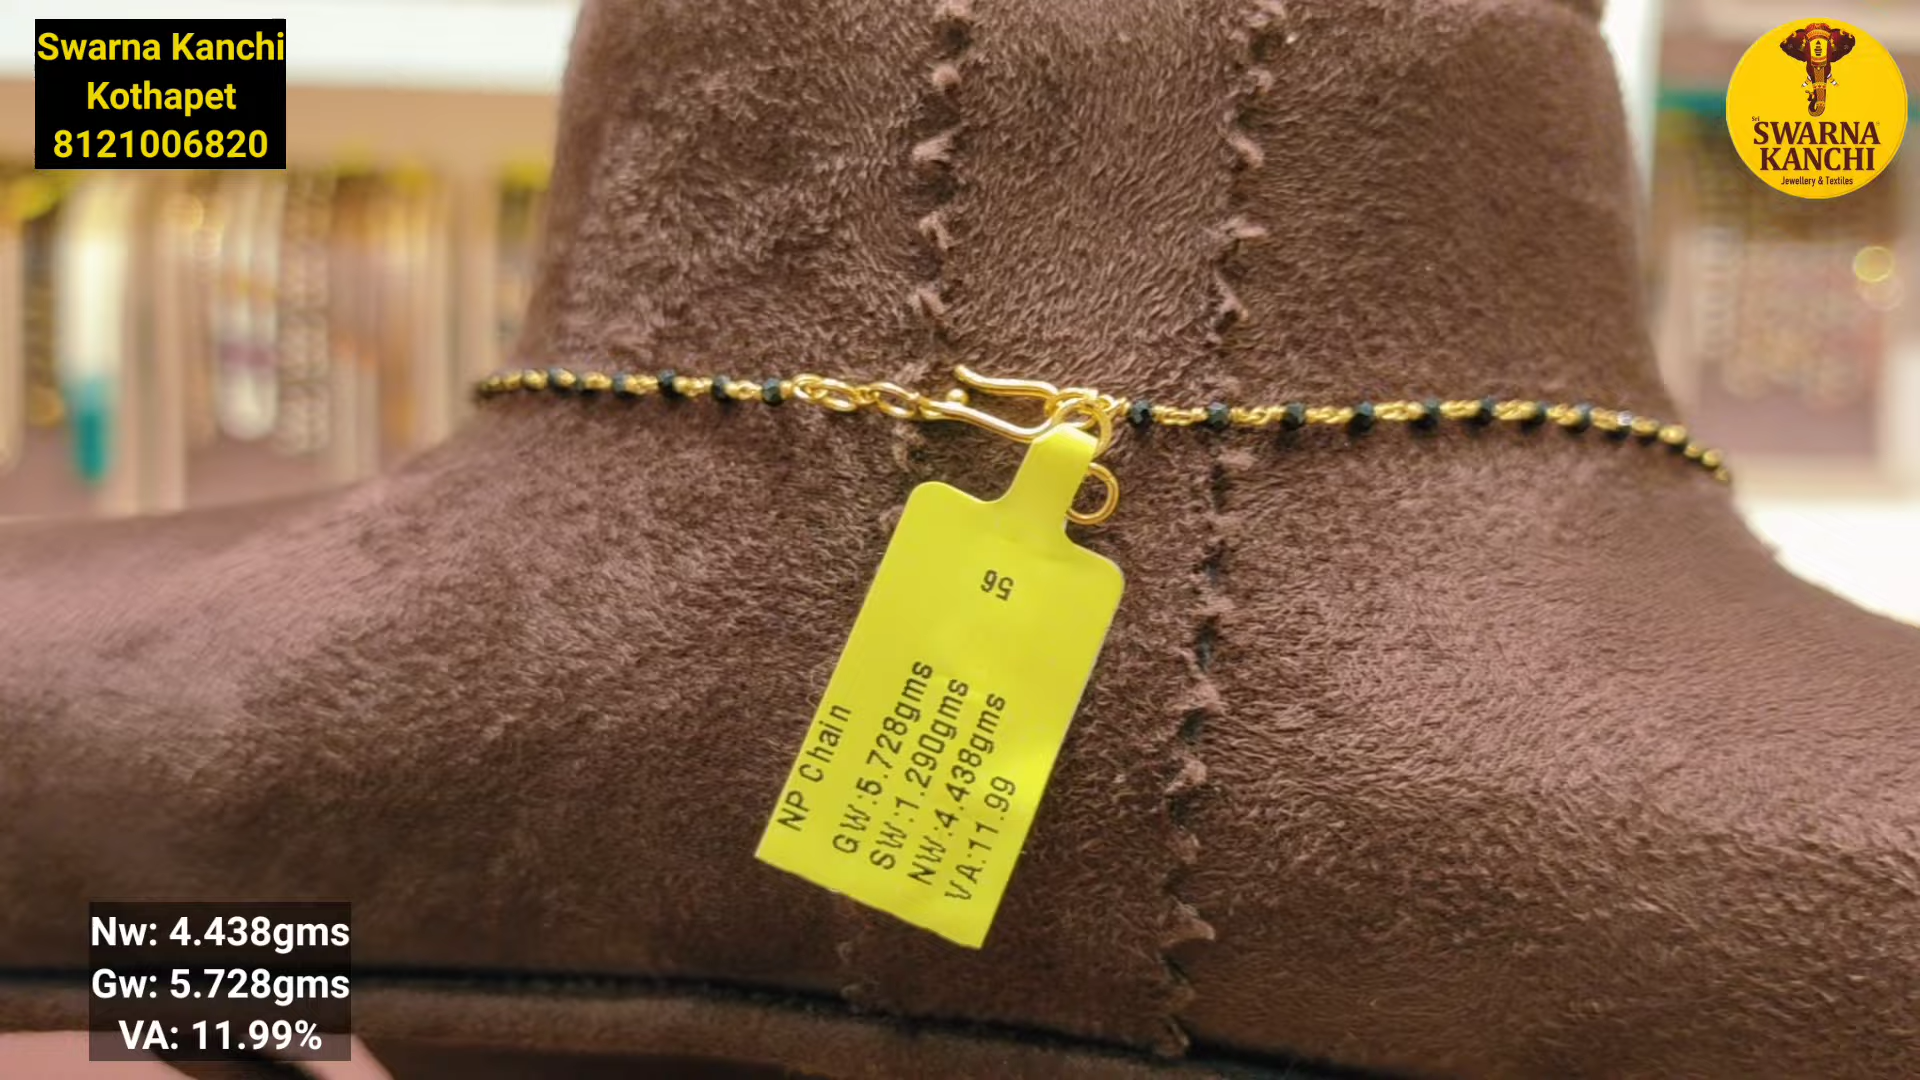 Swarna Kanchi
Kothapet
8121006820
Sri
SWARNA
KANCHI
Jewellery & Textiles
56
NP Chain
GW:5.728gms
SW:1.290gms
NW:4.438gms
VA:11.99
Nw: 4.438gms
Gw: 5.728gms
VA: 11.99%